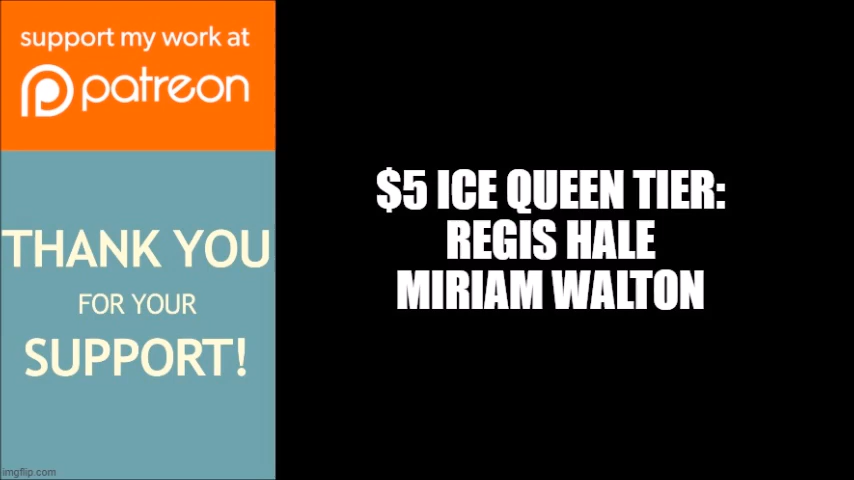 support my work at
patreon
THANK YOU
FOR YOUR
SUPPORT!
$5 ICE QUEEN TIER:
REGIS HALE
MIRIAM WALTON
imgflip.com